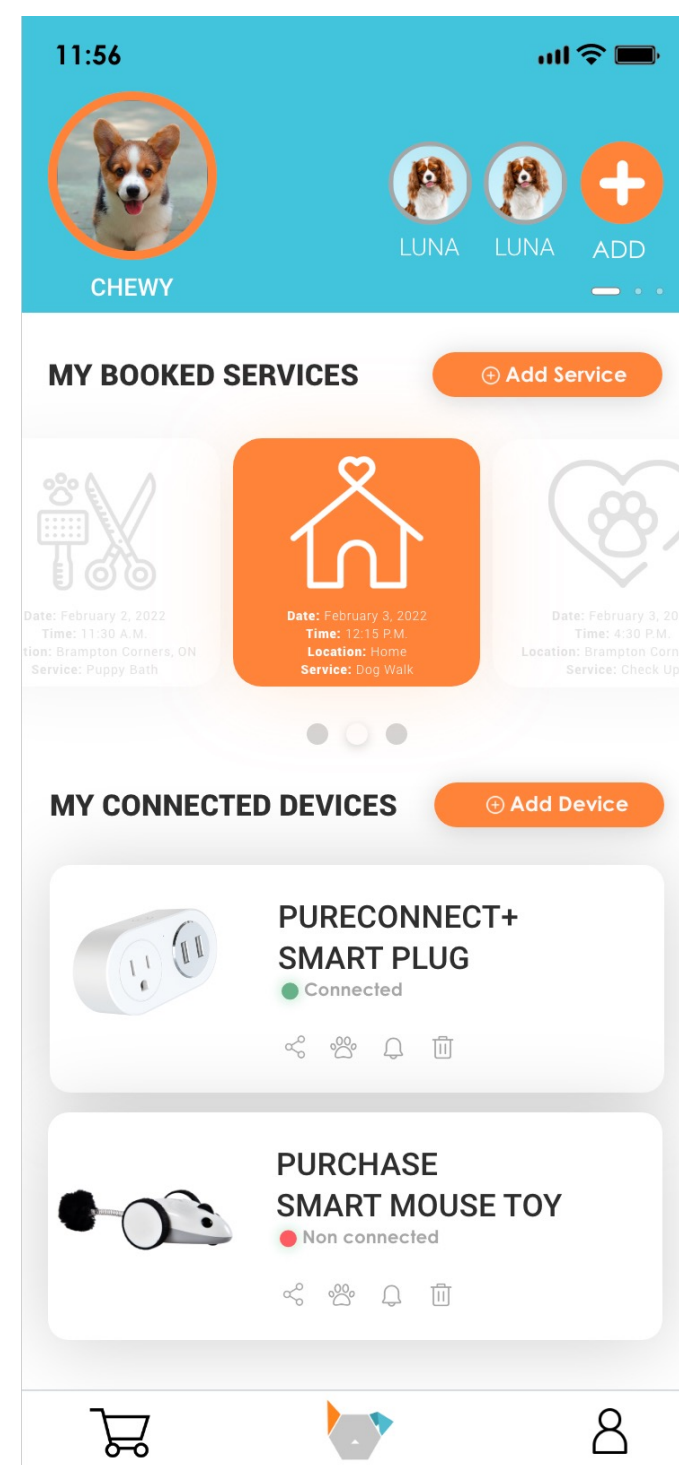 11:56
CHEWY
LUNA
LUNA
ADD
MY BOOKED SERVICES
Add Service
Date: February 2, 2022
Time: 11:30 A.M.
tion: Brampton Corners, ON
Service: Puppy Bath
Date: February 3, 2022
Time: 12:15 P.M.
Location: Home
Service: Dog Walk
Date: February 3, 20
Time: 4:30 P.M.
Location: Brampton Corn
Service: Check Up
MY CONNECTED DEVICES
Add Device
PURECONNECT+
SMART PLUG
Connected
PURCHASE
SMART MOUSE TOY
Non connected